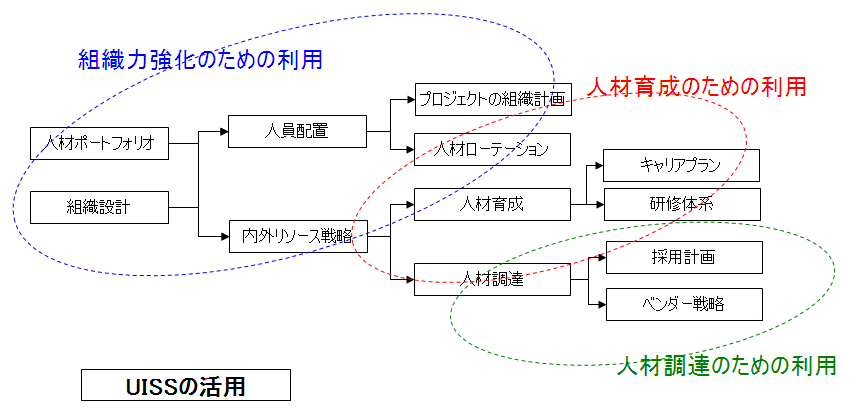 組織力強化のための利用
人材育成のための利用
プロジェクトの組織計画
人員配置
人材ポートフォリオ
人材ローテーション
キャリアプラン
組織設計
人材育成
研修体系
内外リソース戦略
採用計画
人材調達
ベンダー戦略
人材調達のための利用
UISSの活用